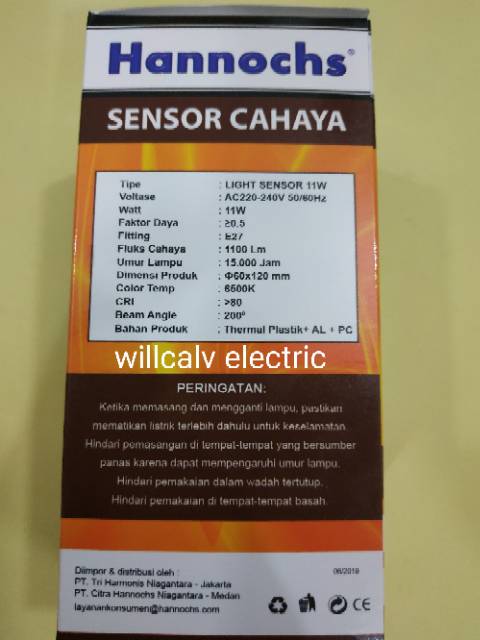 Hannochs®
SENSOR CAHAYA
Tipe : LIGHT SENSOR 11W
Voltase : AC220-240V 50/60Hz
Watt : 11W
Faktor Daya : ≥0,5
Fitting : E27
Fluks Cahaya : 1100 Lm
Umur Lampu : 15.000 Jam
Dimensi Produk : Φ60x120 mm
Color Temp : 6500K
CRI : >80
Beam Angle : 200º
Bahan Produk : Thermal Plastik+ AL + PC
willcalv electric
PERINGATAN:
Ketika memasang dan mengganti lampu, pastikan
mematikan listrik terlebih dahulu untuk keselamatan.
Hindari pemasangan di tempat-tempat yang bersumber
panas karena dapat mempengaruhi umur lampu.
Hindari pemakaian dalam wadah tertutup.
Hindari pemakaian di tempat-tempat basah.
Diimpor & distribusi oleh :
06/2019
PT. Tri Harmonis Niagantara - Jakarta
PT. Citra Hannochs Niagantara - Medan
layanankonsumen@hannochs.com
CE